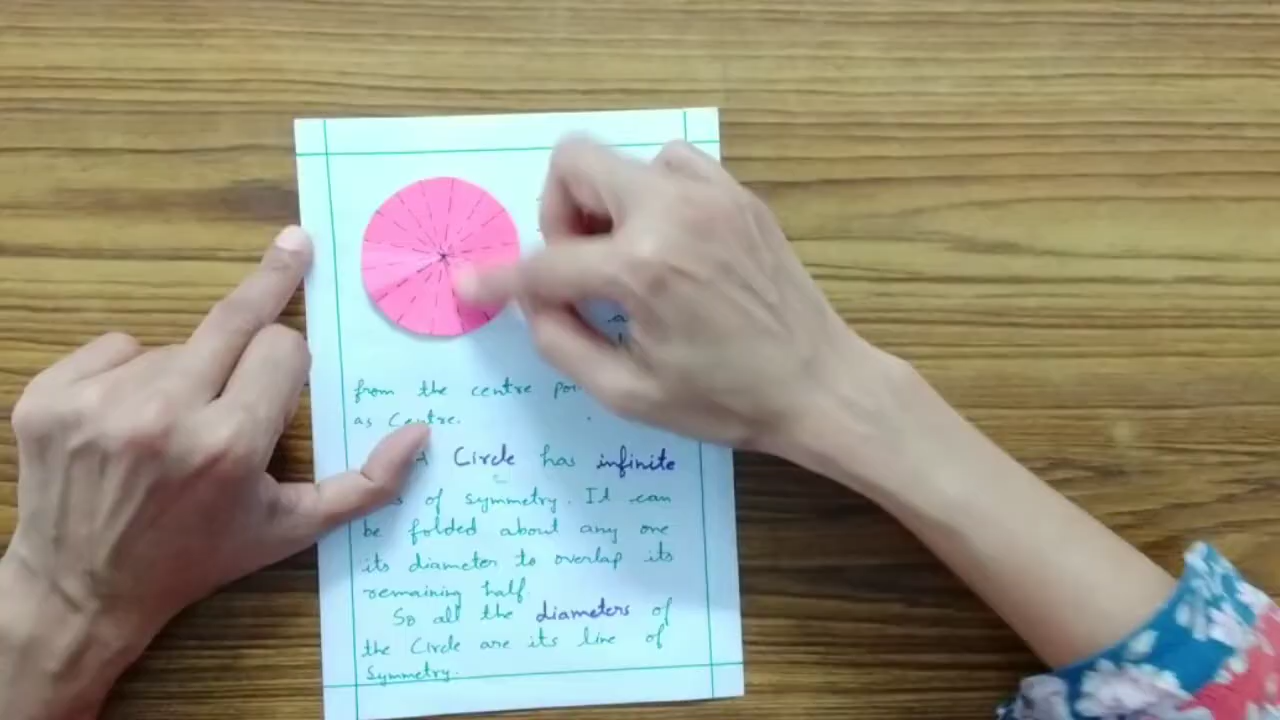 from the centre
as Centre.
A Circle has infinite
of symmetry. It can
be folded about any one
its diameter to overlap its
remaining half.
So all the diameters of
the Circle are its line of
Symmetry.